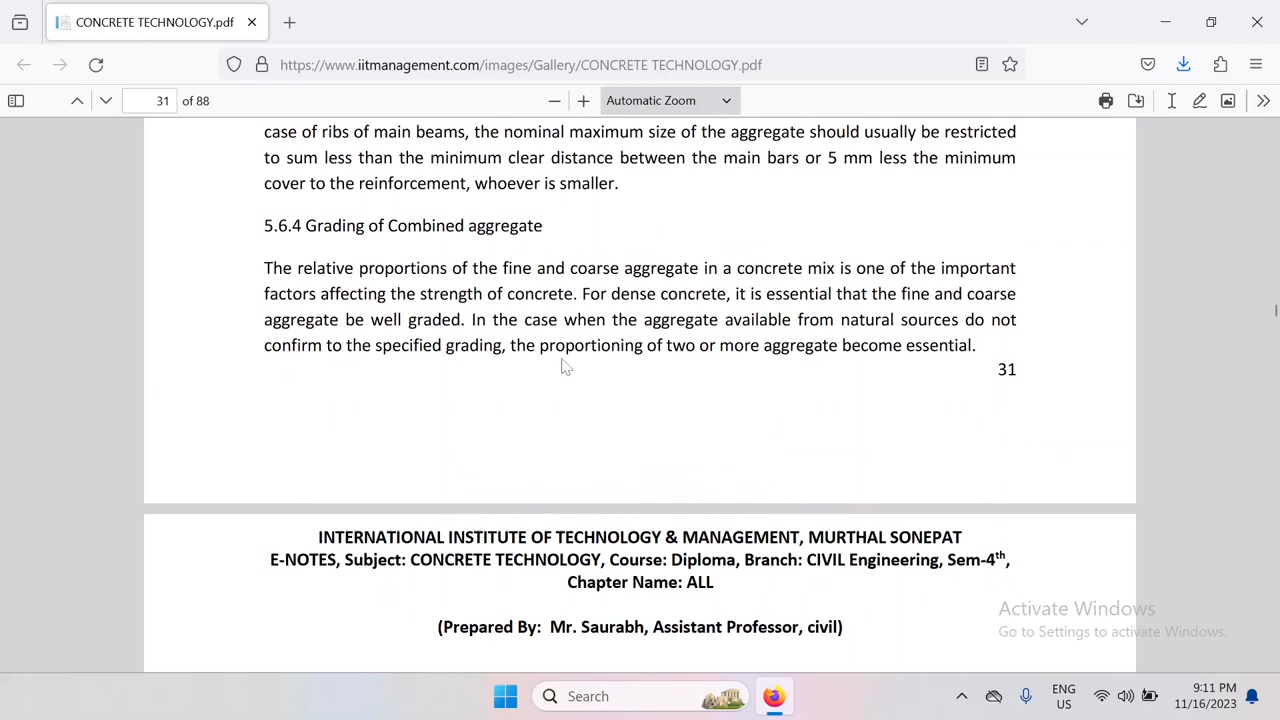 CONCRETE TECHNOLOGY.pdf
https://www.iitmanagement.com/images/Gallery/CONCRETE TECHNOLOGY.pdf
31 of 88
Automatic Zoom
case of ribs of main beams, the nominal maximum size of the aggregate should usually be restricted
to sum less than the minimum clear distance between the main bars or 5 mm less the minimum
cover to the reinforcement, whoever is smaller.
5.6.4 Grading of Combined aggregate
The relative proportions of the fine and coarse aggregate in a concrete mix is one of the important
factors affecting the strength of concrete. For dense concrete, it is essential that the fine and coarse
aggregate be well graded. In the case when the aggregate available from natural sources do not
confirm to the specified grading, the proportioning of two or more aggregate become essential.
31
INTERNATIONAL INSTITUTE OF TECHNOLOGY & MANAGEMENT, MURTHAL SONEPAT
E-NOTES, Subject: CONCRETE TECHNOLOGY, Course: Diploma, Branch: CIVIL Engineering, Sem-4th,
Chapter Name: ALL
(Prepared By: Mr. Saurabh, Assistant Professor, civil)
Activate Windows
Go to Settings to activate Windows.
Search
ENG
US
9:11 PM
11/16/2023